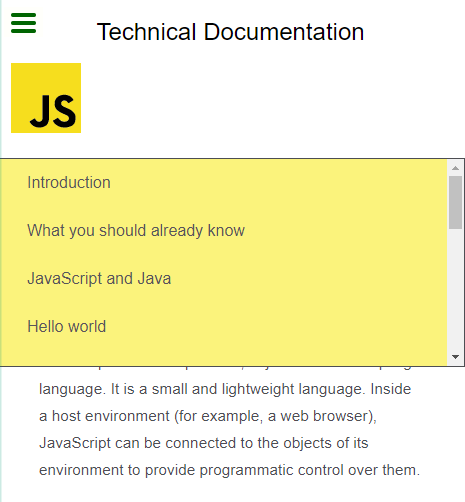 Technical Documentation
JS
Introduction
What you should already know
JavaScript and Java
Hello world
language. It is a small and lightweight language. Inside
a host environment (for example, a web browser),
JavaScript can be connected to the objects of its
environment to provide programmatic control over them.